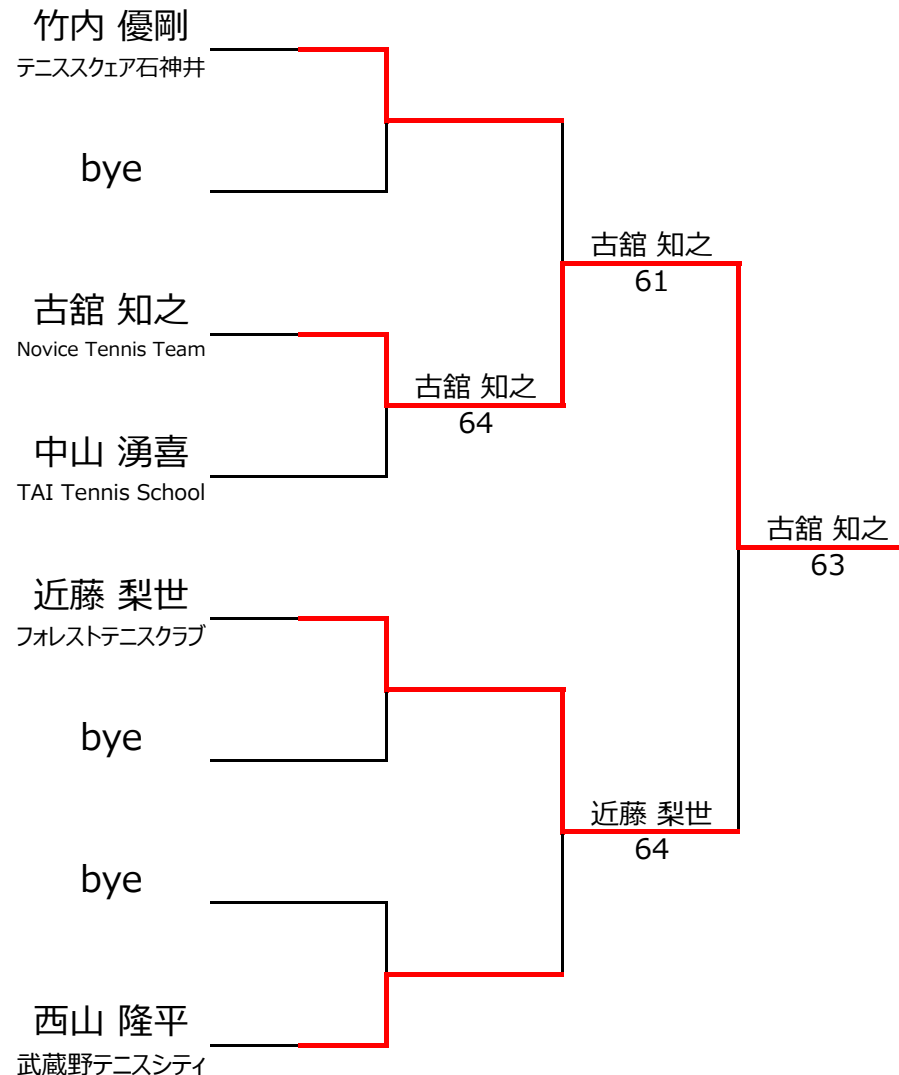 竹内 優剛
テニススクェア石神井
bye
古舘 知之
Novice Tennis Team
中山 湧喜
TAI Tennis School
近藤 梨世
フォレストテニスクラブ
bye
bye
西山 隆平
武蔵野テニスシティ
古舘 知之
64
古舘 知之
61
近藤 梨世
64
古舘 知之
63